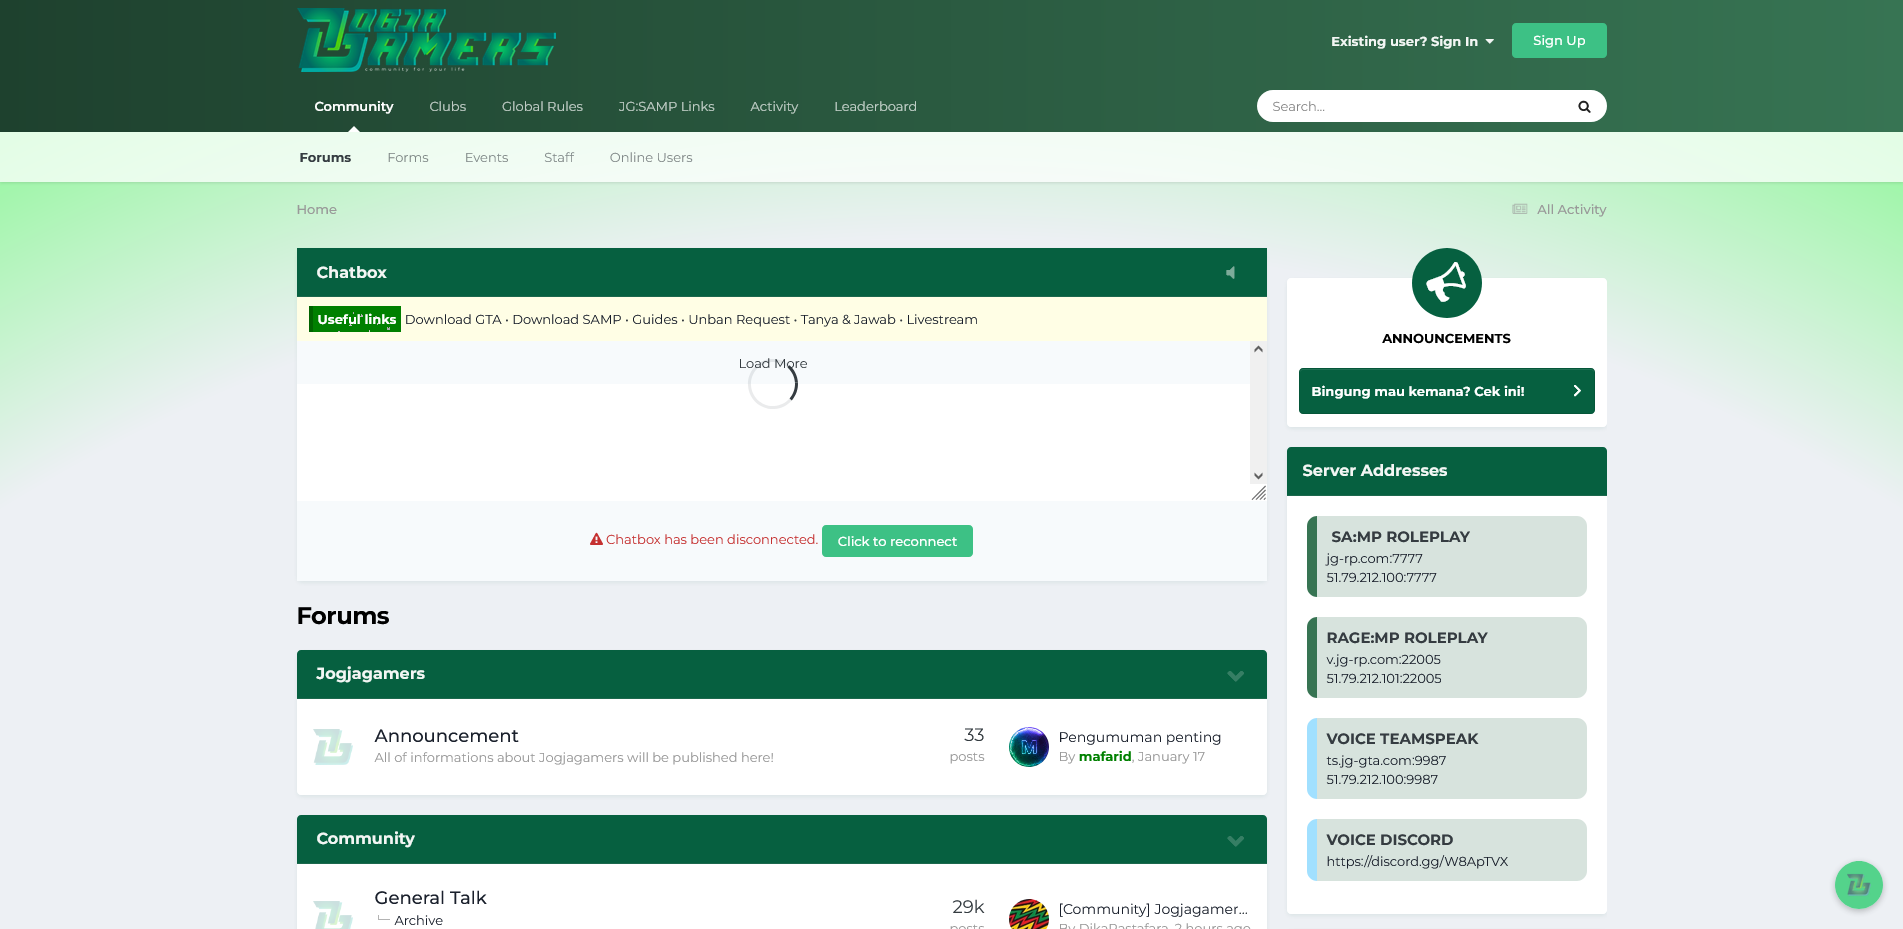 JOGJA
GAMERS
community for your life
Existing user? Sign In
Sign Up
Community
Clubs
Global Rules
JG:SAMP Links
Activity
Leaderboard
Search...
Forums
Forms
Events
Staff
Online Users
Home
All Activity
Chatbox
Useful links Download GTA • Download SAMP • Guides • Unban Request • Tanya & Jawab • Livestream
Load More
Chatbox has been disconnected.
Click to reconnect
Forums
Jogjagamers
Announcement
All of informations about Jogjagamers will be published here!
33
posts
M
Pengumuman penting
By mafarid, January 17
Community
General Talk
Archive
29k
posts
[Community] Jogjagamer...
By DikaRastafara, 2 hours ago
ANNOUNCEMENTS
Bingung mau kemana? Cek ini!
Server Addresses
SA:MP ROLEPLAY
jg-rp.com:7777
51.79.212.100:7777
RAGE:MP ROLEPLAY
v.jg-rp.com:22005
51.79.212.101:22005
VOICE TEAMSPEAK
ts.jg-gta.com:9987
51.79.212.100:9987
VOICE DISCORD
https://discord.gg/W8ApTVX